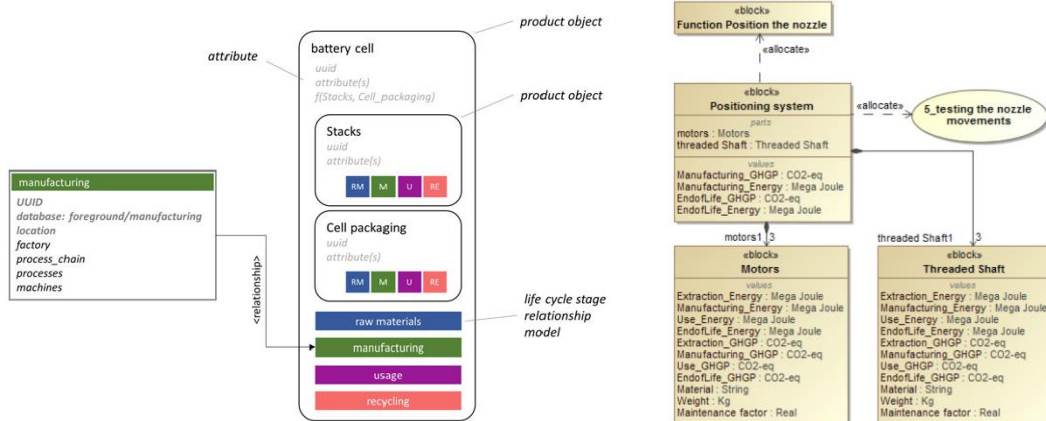 product object
attribute
battery cell
uuid
attribute(s)
f(Stacks, Cell_packaging)
product object
Stacks
uuid
attribute(s)
RM M U RE
manufacturing
UUID
database: foreground/manufacturing
location
factory
process_chain
processes
machines
<relationship>
Cell packaging
uuid
attribute(s)
RM M U RE
life cycle stage
relationship
model
raw materials
manufacturing
usage
recycling
«block»
Function Position the nozzle
«allocate»
«block»
Positioning system
parts
motors : Motors
threaded Shaft : Threaded Shaft
values
Manufacturing_GHGP : CO2-eq
Manufacturing_Energy : Mega Joule
EndofLife_GHGP : CO2-eq
EndofLife_Energy : Mega Joule
«allocate»
5_testing the nozzle
movements
motors1 3
threaded Shaft1 3
«block»
Motors
values
Extraction_Energy : Mega Joule
Manufacturing_Energy : Mega Joule
Use_Energy : Mega Joule
EndofLife_Energy : Mega Joule
Extraction_GHGP : CO2-eq
Manufacturing_GHGP : CO2-eq
Use_GHGP : CO2-eq
EndofLife_GHGP : CO2-eq
Material : String
Weight : Kg
Maintenance factor : Real
«block»
Threaded Shaft
values
Extraction_Energy : Mega Joule
Manufacturing_Energy : Mega Joule
Use_Energy : Mega Joule
EndofLife_Energy : Mega Joule
Extraction_GHGP : CO2-eq
Manufacturing_GHGP : CO2-eq
Use_GHGP : CO2-eq
EndofLife_GHGP : CO2-eq
Material : String
Weight : Kg
Maintenance factor : Real